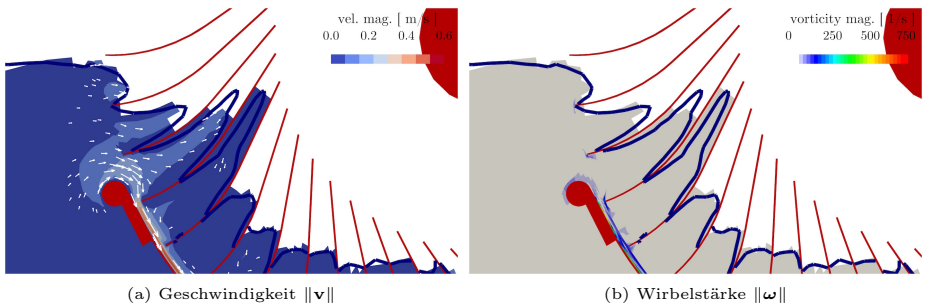 vel. mag. [ m/s ]
0.0 0.2 0.4 0.6
vorticity mag. [ 1/s ]
0 250 500 750
(a) Geschwindigkeit ‖v‖
(b) Wirbelstärke ‖ω‖